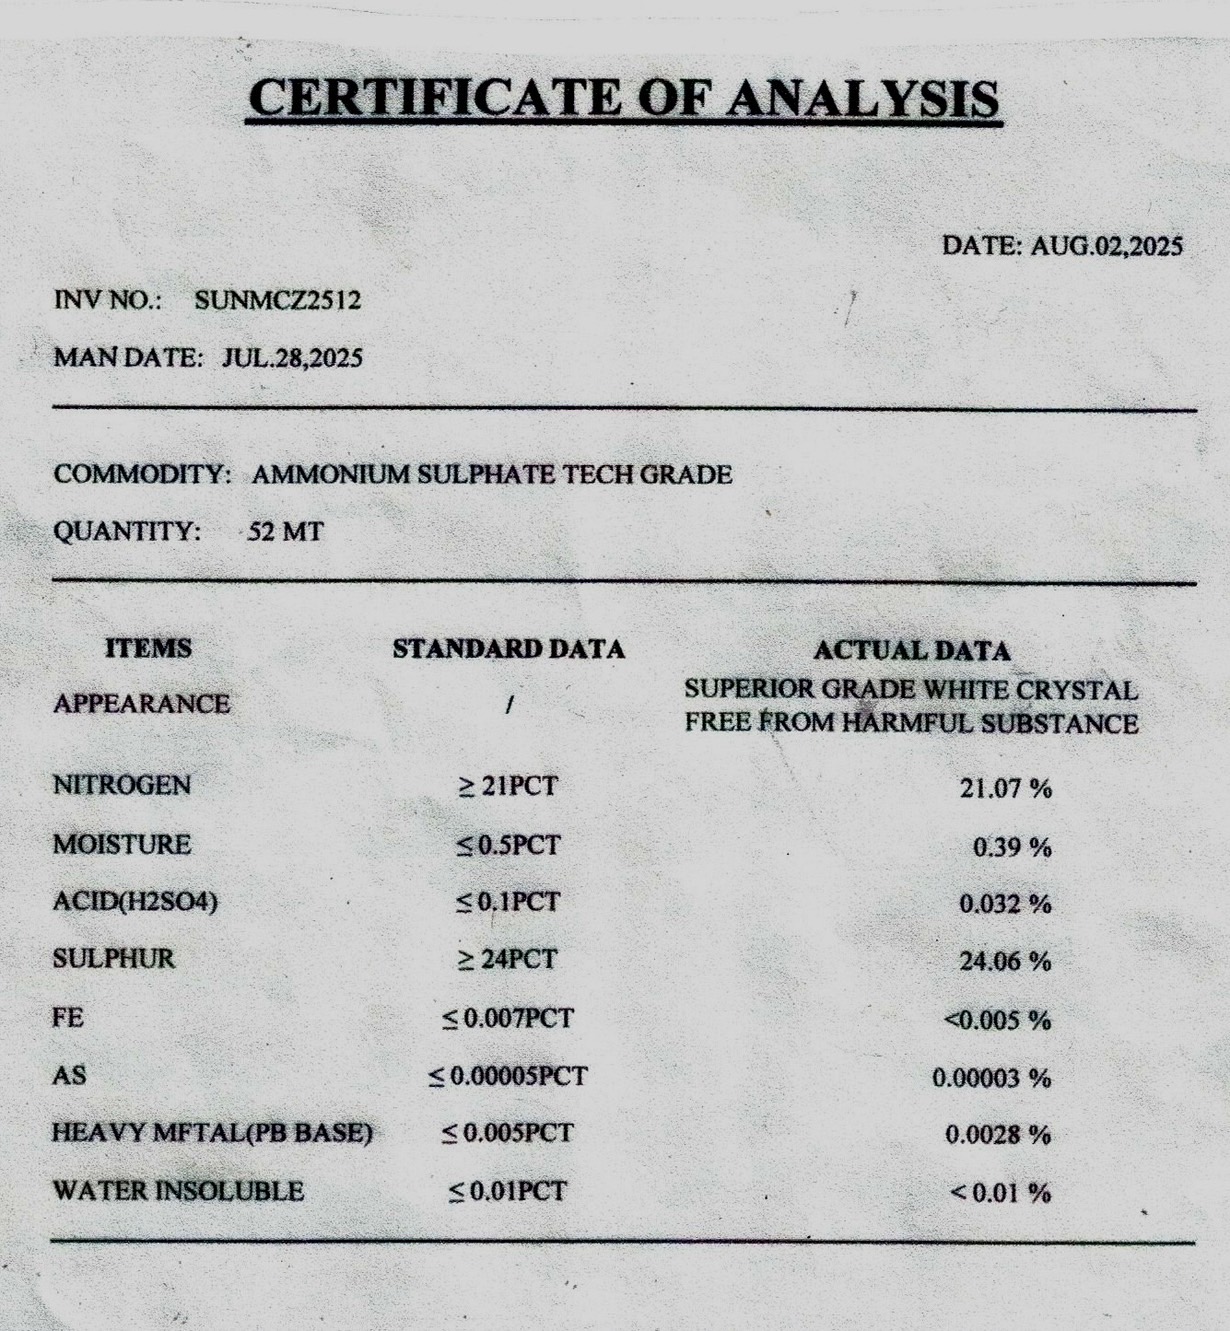 CERTIFICATE OF ANALYSIS
DATE: AUG.02,2025
INV NO.: SUNMCZ2512
MAN DATE: JUL.28,2025
COMMODITY: AMMONIUM SULPHATE TECH GRADE
QUANTITY: 52 MT
ITEMS STANDARD DATA ACTUAL DATA
APPEARANCE / SUPERIOR GRADE WHITE CRYSTAL
FREE FROM HARMFUL SUBSTANCE
NITROGEN ≥ 21PCT 21.07 %
MOISTURE ≤ 0.5PCT 0.39 %
ACID(H2SO4) ≤ 0.1PCT 0.032 %
SULPHUR ≥ 24PCT 24.06 %
FE ≤ 0.007PCT <0.005 %
AS ≤ 0.00005PCT 0.00003 %
HEAVY MFTAL(PB BASE) ≤ 0.005PCT 0.0028 %
WATER INSOLUBLE ≤ 0.01PCT < 0.01 %